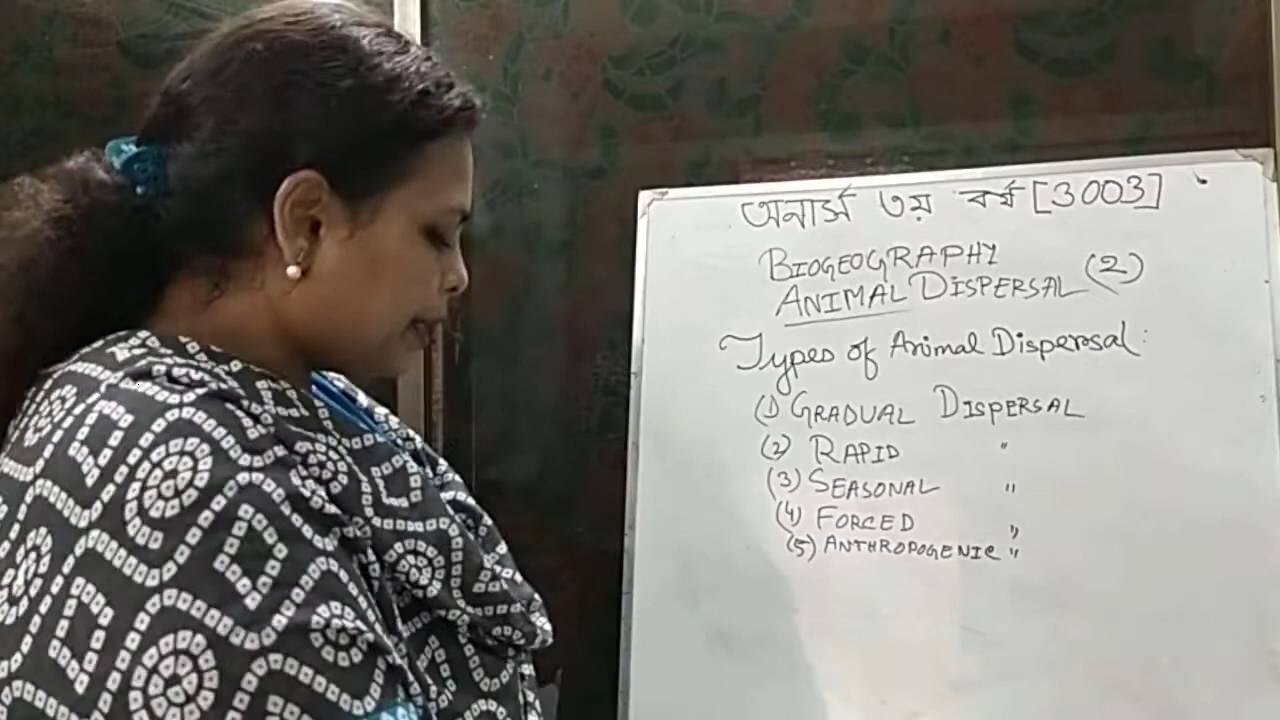 অনার্স ৩য় বর্ষ [3003]
BIOGEOGRAPHY
ANIMAL DISPERSAL (2)
Types of Animal Dispersal:
(1) GRADUAL DISPERSAL
(2) RAPID "
(3) SEASONAL "
(4) FORCED "
(5) ANTHROPOGENIC "